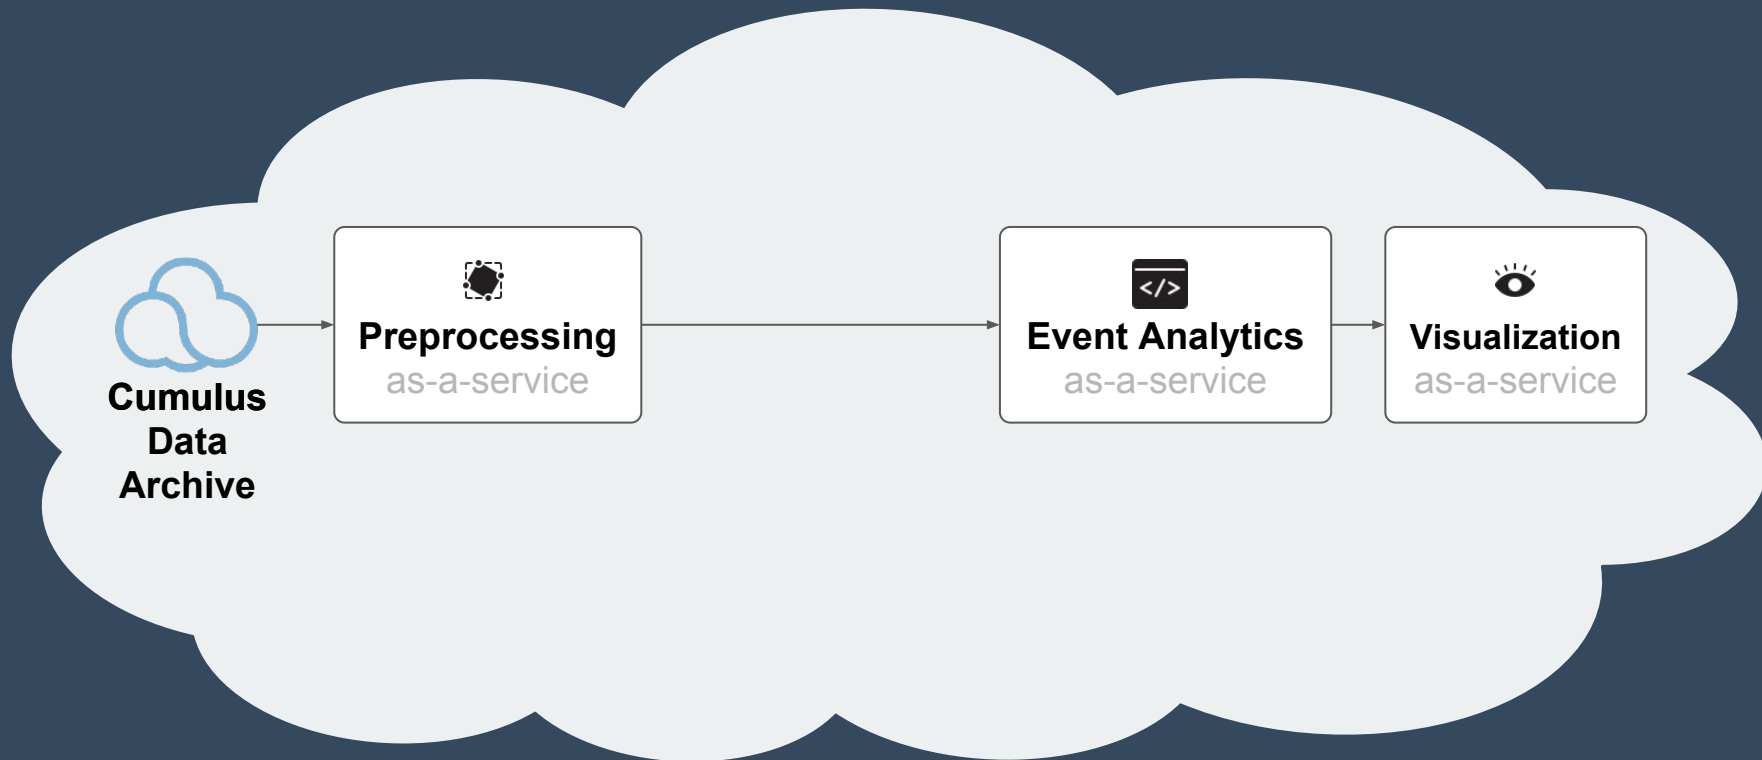 Cumulus
Data
Archive
Preprocessing
as-a-service
</>
Event Analytics
as-a-service
Visualization
as-a-service